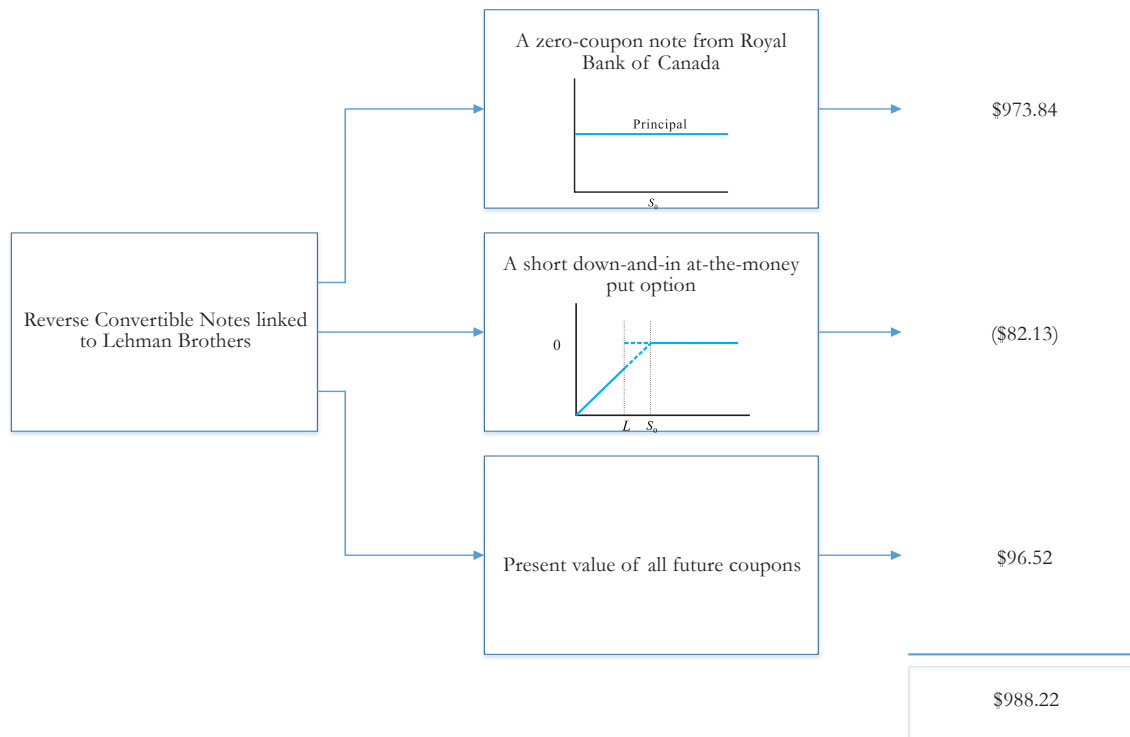 A zero-coupon note from Royal
Bank of Canada
Principal
S₀
$973.84
Reverse Convertible Notes linked
to Lehman Brothers
A short down-and-in at-the-money
put option
0
L S₀
($82.13)
Present value of all future coupons
$96.52
$988.22